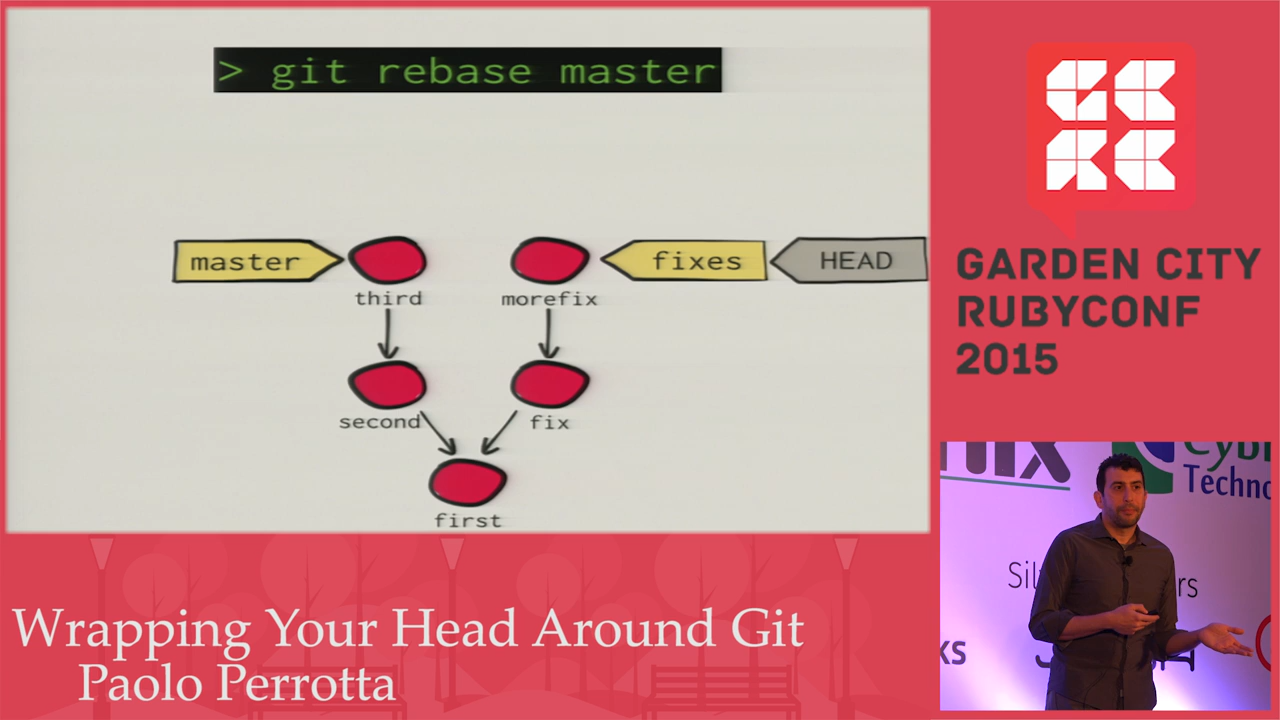 > git rebase master
master
fixes
HEAD
third
morefix
second
fix
first
GARDEN CITY
RUBYCONF
2015
Techno
Wrapping Your Head Around Git
Paolo Perrotta